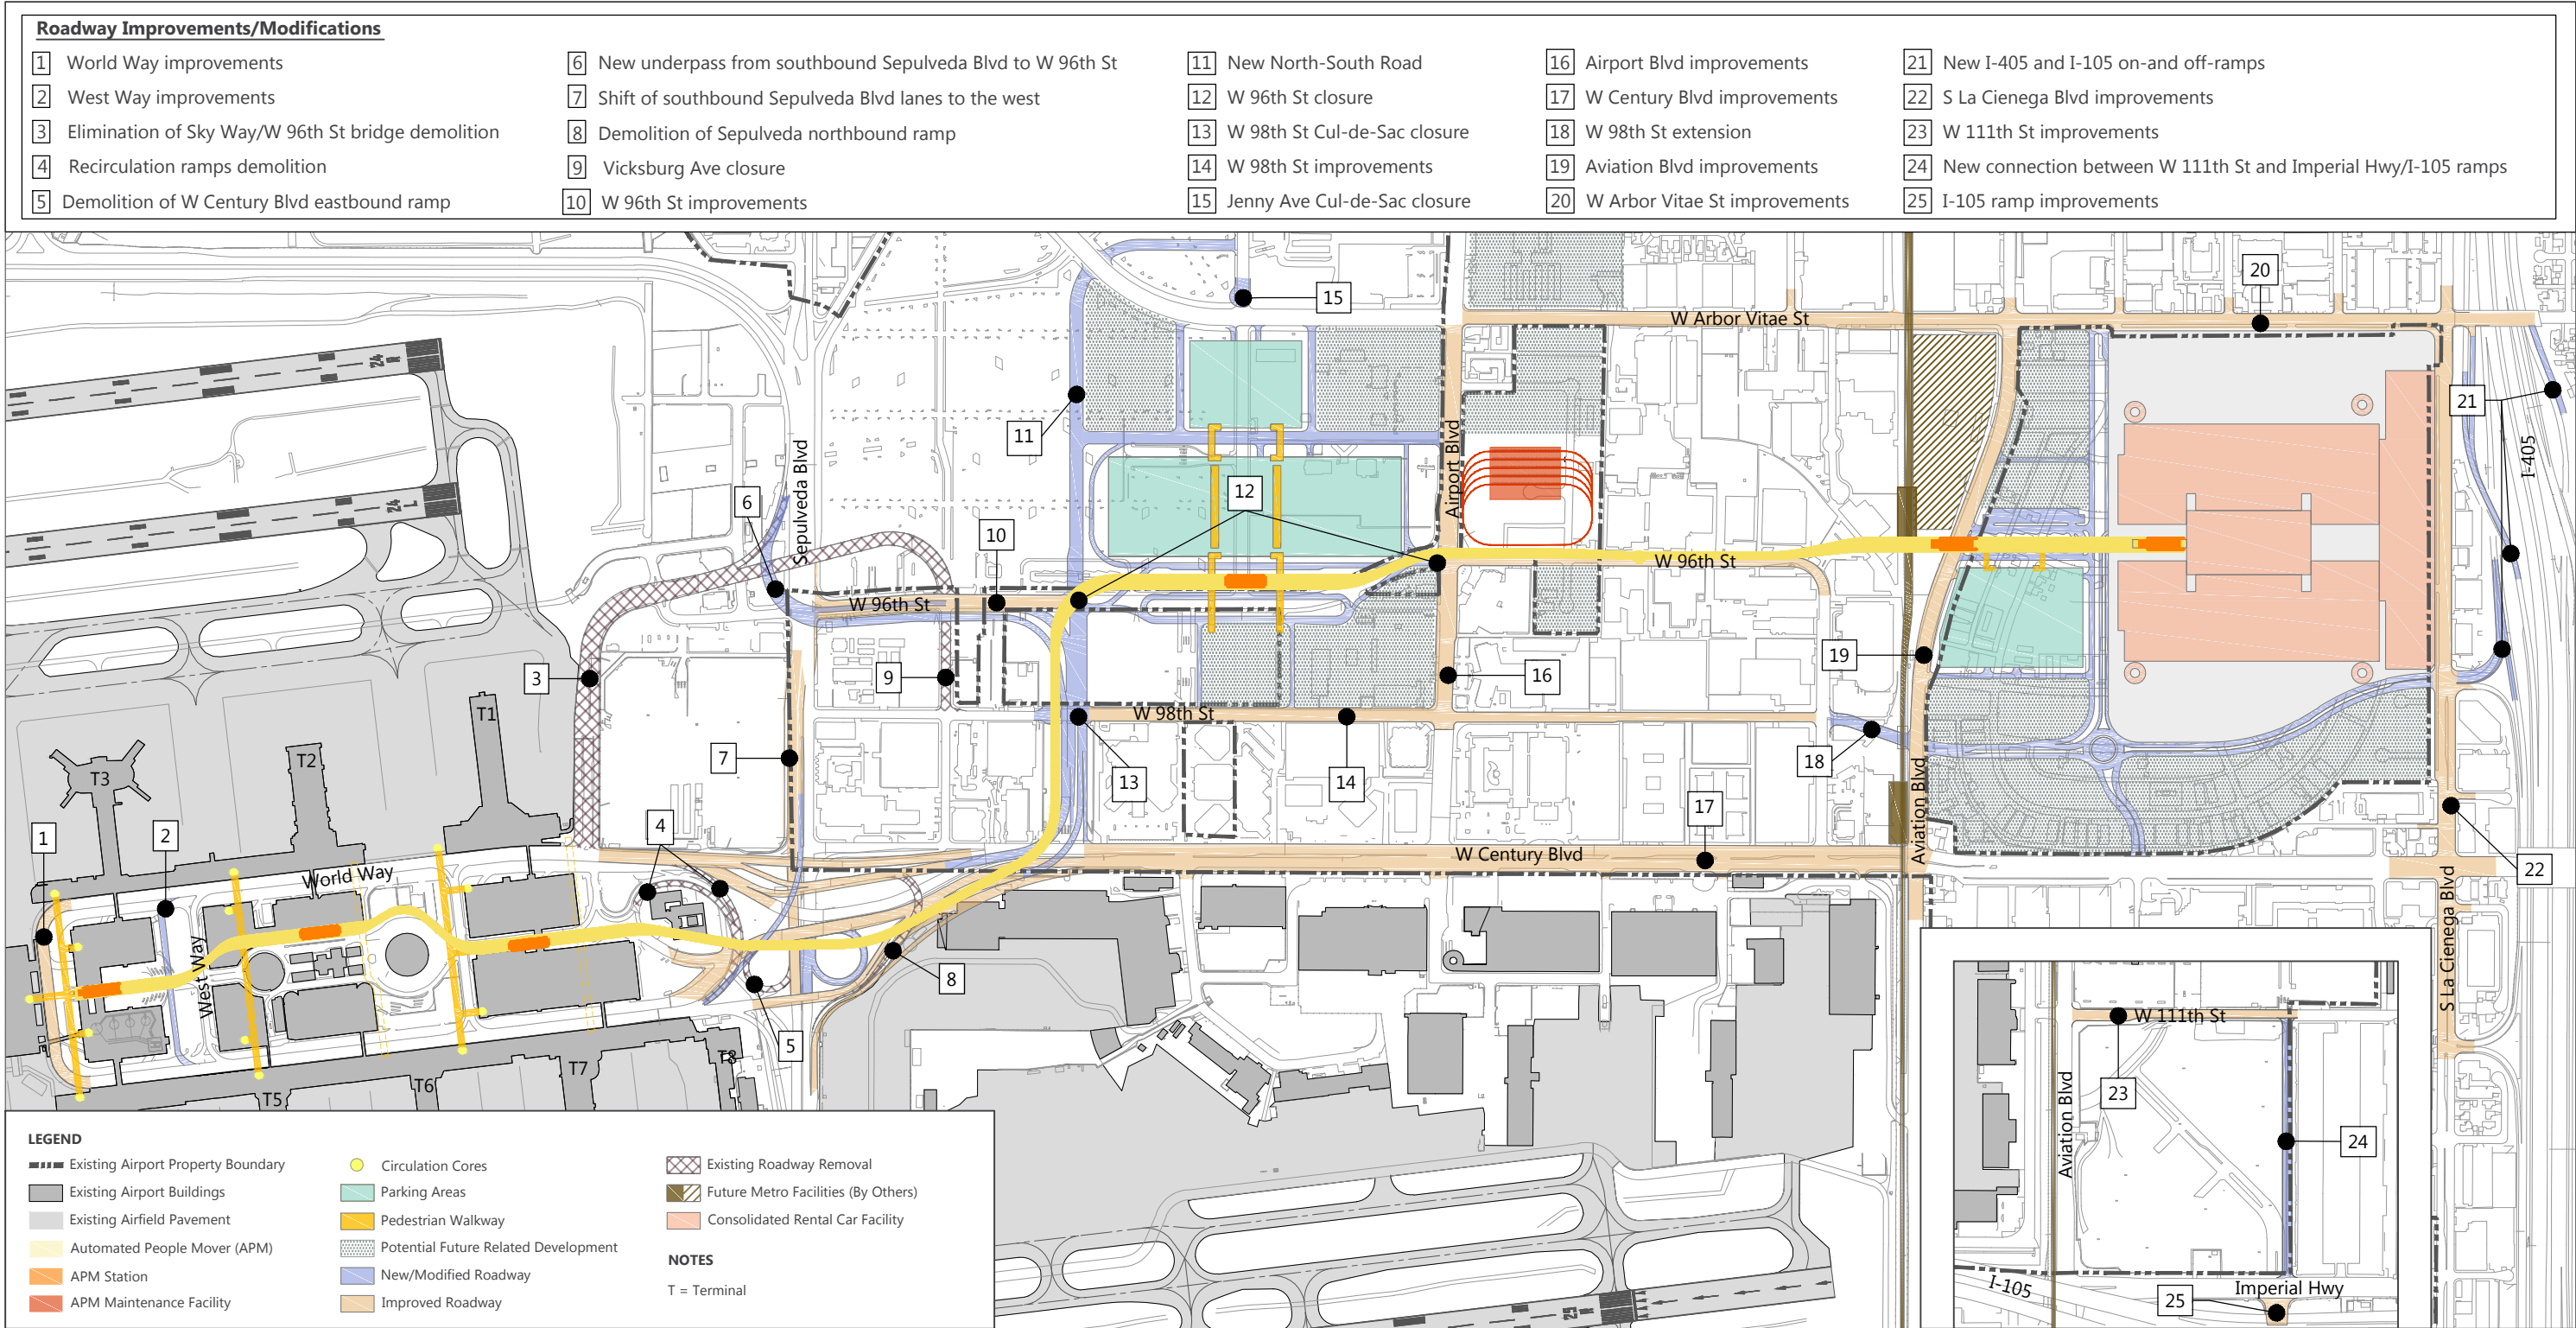 Roadway Improvements/Modifications
1 World Way improvements
2 West Way improvements
3 Elimination of Sky Way/W 96th St bridge demolition
4 Recirculation ramps demolition
5 Demolition of W Century Blvd eastbound ramp
6 New underpass from southbound Sepulveda Blvd to W 96th St
7 Shift of southbound Sepulveda Blvd lanes to the west
8 Demolition of Sepulveda northbound ramp
9 Vicksburg Ave closure
10 W 96th St improvements
11 New North-South Road
12 W 96th St closure
13 W 98th St Cul-de-Sac closure
14 W 98th St improvements
15 Jenny Ave Cul-de-Sac closure
16 Airport Blvd improvements
17 W Century Blvd improvements
18 W 98th St extension
19 Aviation Blvd improvements
20 W Arbor Vitae St improvements
21 New I-405 and I-105 on-and off-ramps
22 S La Cienega Blvd improvements
23 W 111th St improvements
24 New connection between W 111th St and Imperial Hwy/I-105 ramps
25 I-105 ramp improvements
20
15
W Arbor Vitae St
24
21
11
I-405
Sepulveda Blvd
Airport Blvd
12
6
24
10
W 96th St
W 96th St
19
3
9
16
T1
W 98th St
7
T2
18
T3
13
14
17
Aviation Blvd
1
2
4
W Century Blvd
22
World Way
S La Cienega Blvd
West Way
8
W 111th St
5
T8
T7
T6
T5
23
Aviation Blvd
24
I-105
Imperial Hwy
25
25
LEGEND
Existing Airport Property Boundary
Existing Airport Buildings
Existing Airfield Pavement
Automated People Mover (APM)
APM Station
APM Maintenance Facility
Circulation Cores
Parking Areas
Pedestrian Walkway
Potential Future Related Development
New/Modified Roadway
Improved Roadway
Existing Roadway Removal
Future Metro Facilities (By Others)
Consolidated Rental Car Facility
NOTES
T = Terminal